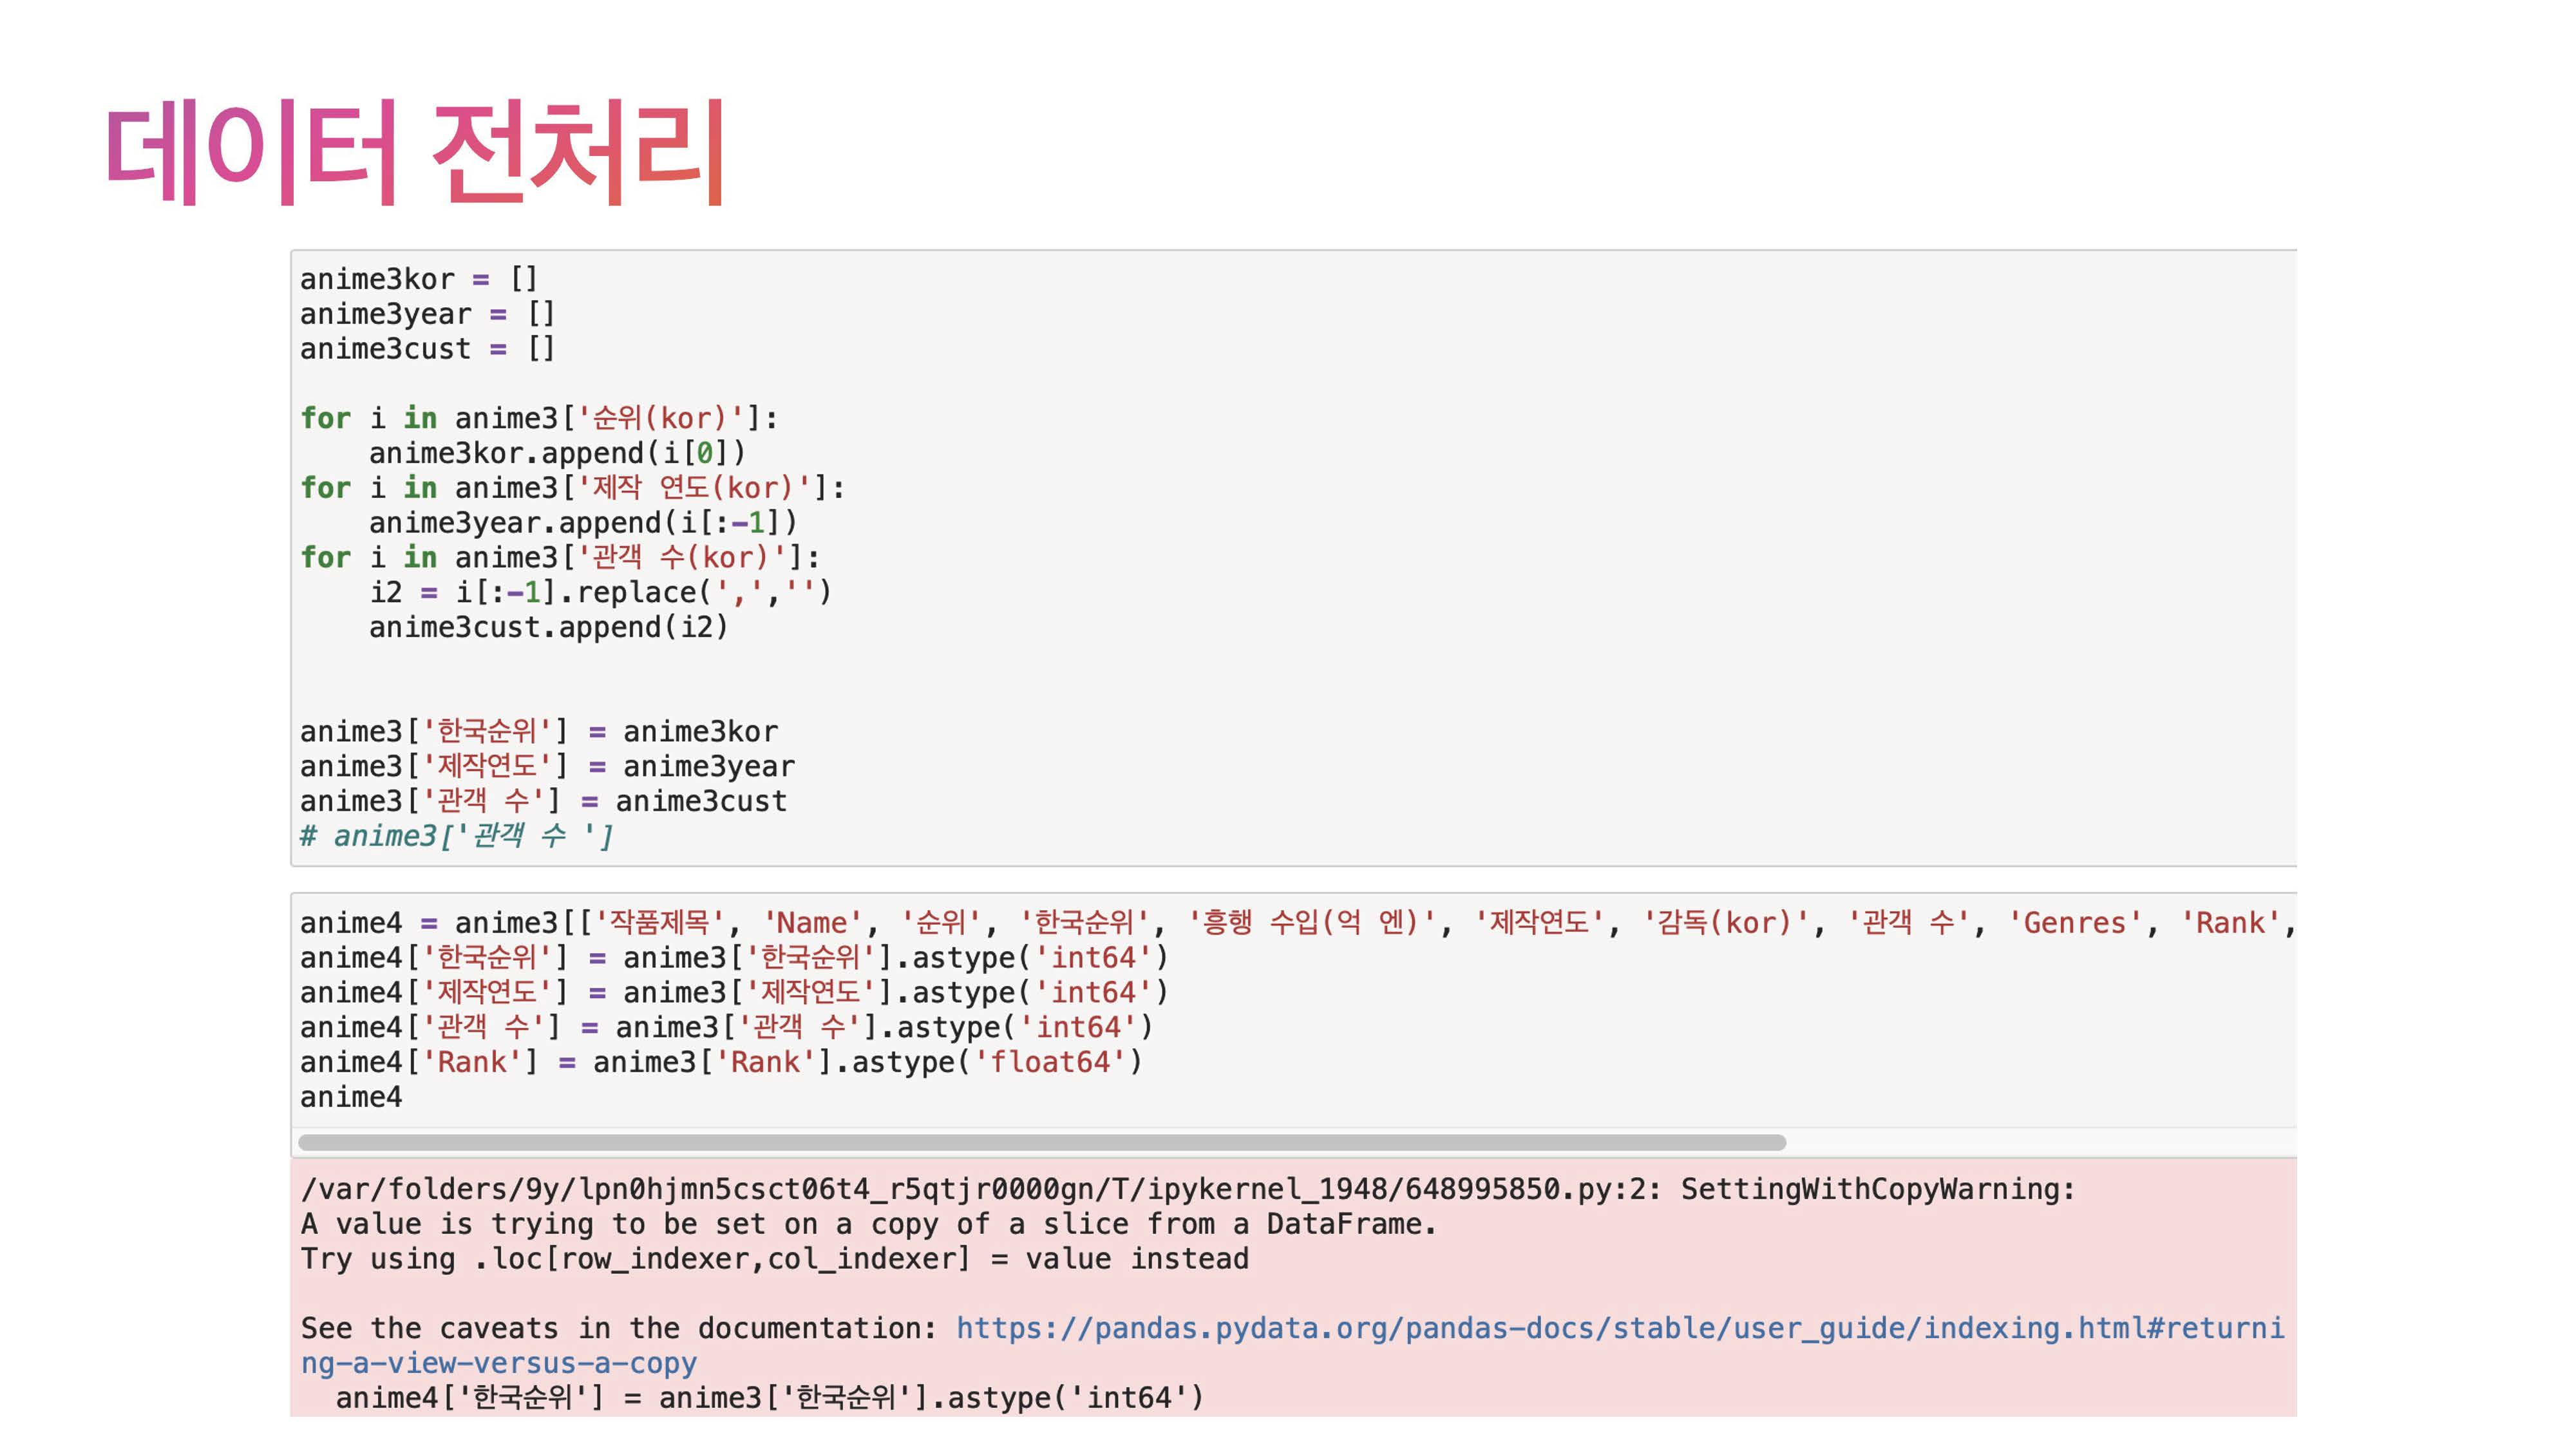 데이터 전처리
anime3kor = []
anime3year = []
anime3cust = []
for i in anime3['순위(kor)']:
    anime3kor.append(i[0])
for i in anime3['제작 연도(kor)']:
    anime3year.append(i[:-1])
for i in anime3['관객 수(kor)']:
    i2 = i[:-1].replace(',','')
    anime3cust.append(i2)
anime3['한국순위'] = anime3kor
anime3['제작연도'] = anime3year
anime3['관객 수'] = anime3cust
# anime3['관객 수 ']
anime4 = anime3[['작품제목', 'Name', '순위', '한국순위', '흥행 수입(억 엔)', '제작연도', '감독(kor)', '관객 수', 'Genres', 'Rank',
anime4['한국순위'] = anime3['한국순위'].astype('int64')
anime4['제작연도'] = anime3['제작연도'].astype('int64')
anime4['관객 수'] = anime3['관객 수'].astype('int64')
anime4['Rank'] = anime3['Rank'].astype('float64')
anime4
/var/folders/9y/lpn0hjmn5csct06t4_r5qtjr0000gn/T/ipykernel_1948/648995850.py:2: SettingWithCopyWarning:
A value is trying to be set on a copy of a slice from a DataFrame.
Try using .loc[row_indexer,col_indexer] = value instead
See the caveats in the documentation: https://pandas.pydata.org/pandas-docs/stable/user_guide/indexing.html#returni
ng-a-view-versus-a-copy
  anime4['한국순위'] = anime3['한국순위'].astype('int64')